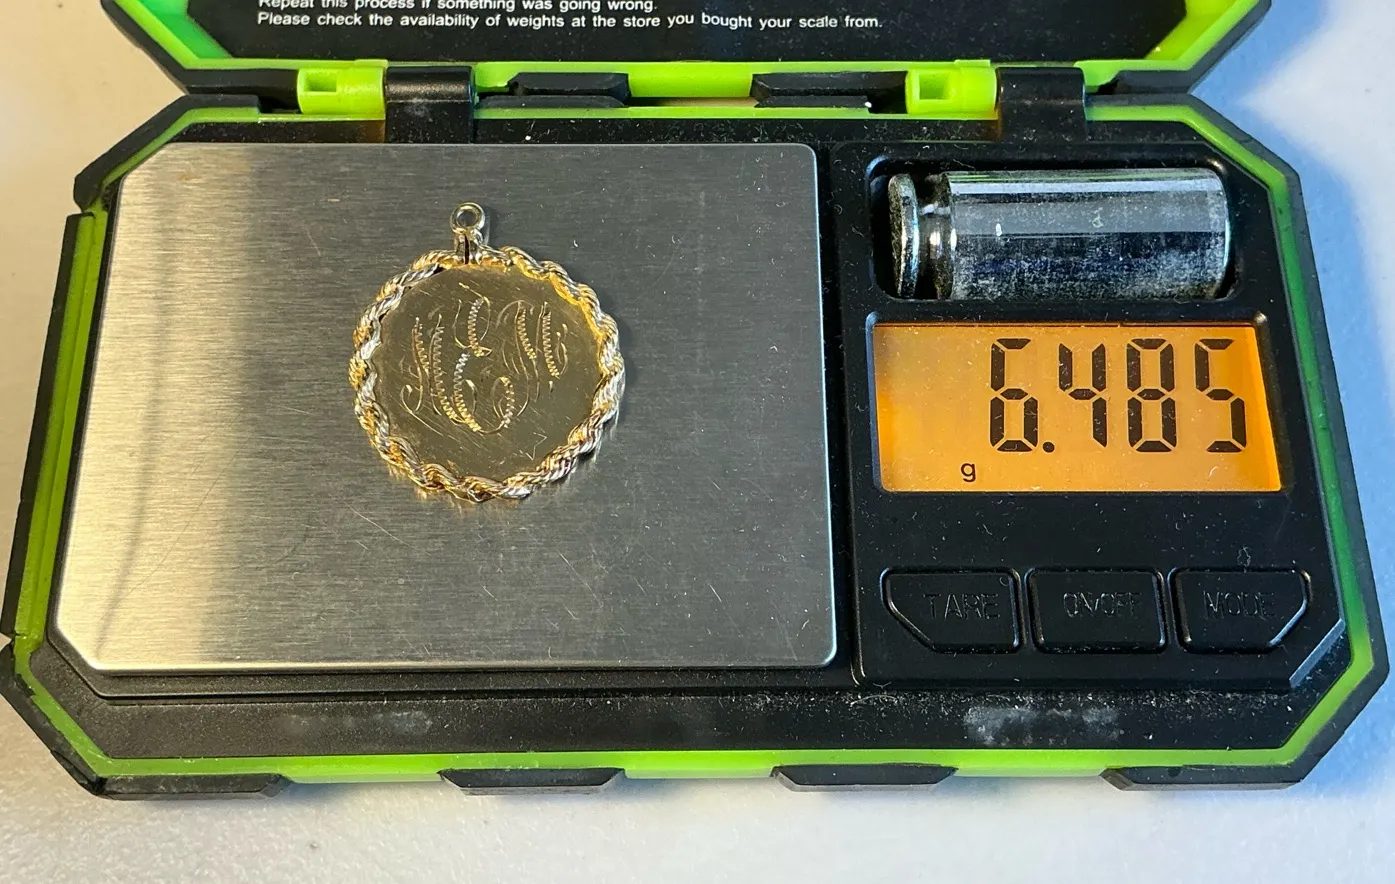 Repeat this process if something was going wrong.
Please check the availability of weights at the store you bought your scale from.
6.485
g
TARE
ON/OFF
MODE